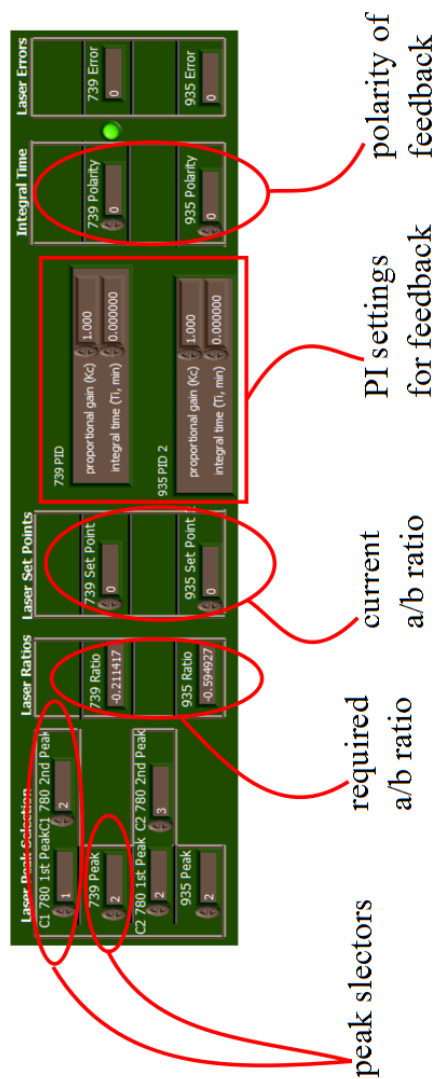 Laser Peak Selection
C1 780 1st Peak
1
C1 780 2nd Peak
2
739 Peak
2
C2 780 1st Peak
2
C2 780 2nd Peak
3
935 Peak
2
Laser Ratios
739 Ratio
-0.211417
935 Ratio
-0.594927
Laser Set Points
739 Set Point
0
935 Set Point
0
739 PID
proportional gain (Kc)
1.000
integral time (Ti, min)
0.000000
935 PID 2
proportional gain (Kc)
1.000
integral time (Ti, min)
0.000000
Integral Time
739 Polarity
0
935 Polarity
0
Laser Errors
739 Error
0
935 Error
0
peak slectors
required
a/b ratio
current
a/b ratio
PI settings
for feedback
polarity of
feedback